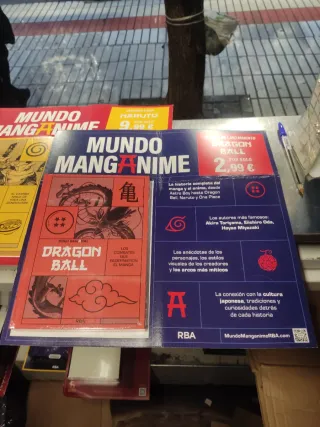 MUNDO
MANGANIME
NARUTO
9,99 €
MUNDO
MANGANIME
DRAGON
BALL
2,99 €
La historia completa del
manga y el anime, desde
Astro Boy hasta Dragon
Ball, Naruto y One Piece
Los autores más famosos:
Akira Toriyama, Eiichiro Oda,
Hayao Miyazaki
Las anécdotas de los
personajes, los estilos
visuales de los creadores
y los arcos más míticos
La conexión con la cultura
japonesa, tradiciones y
curiosidades detrás
de cada historia
亀
DRAGON
BALL
RBA
MundoManganimeRBA.com